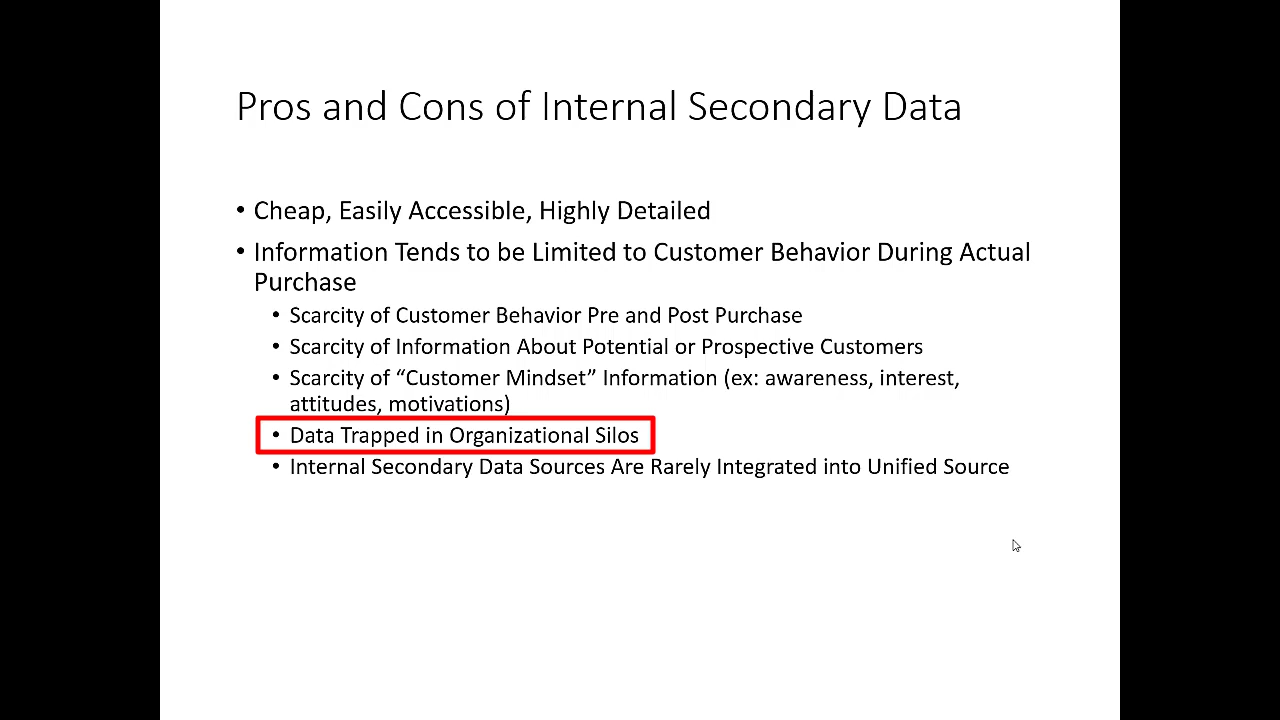 Pros and Cons of Internal Secondary Data
• Cheap, Easily Accessible, Highly Detailed
• Information Tends to be Limited to Customer Behavior During Actual
Purchase
• Scarcity of Customer Behavior Pre and Post Purchase
• Scarcity of Information About Potential or Prospective Customers
• Scarcity of “Customer Mindset” Information (ex: awareness, interest,
attitudes, motivations)
• Data Trapped in Organizational Silos
• Internal Secondary Data Sources Are Rarely Integrated into Unified Source